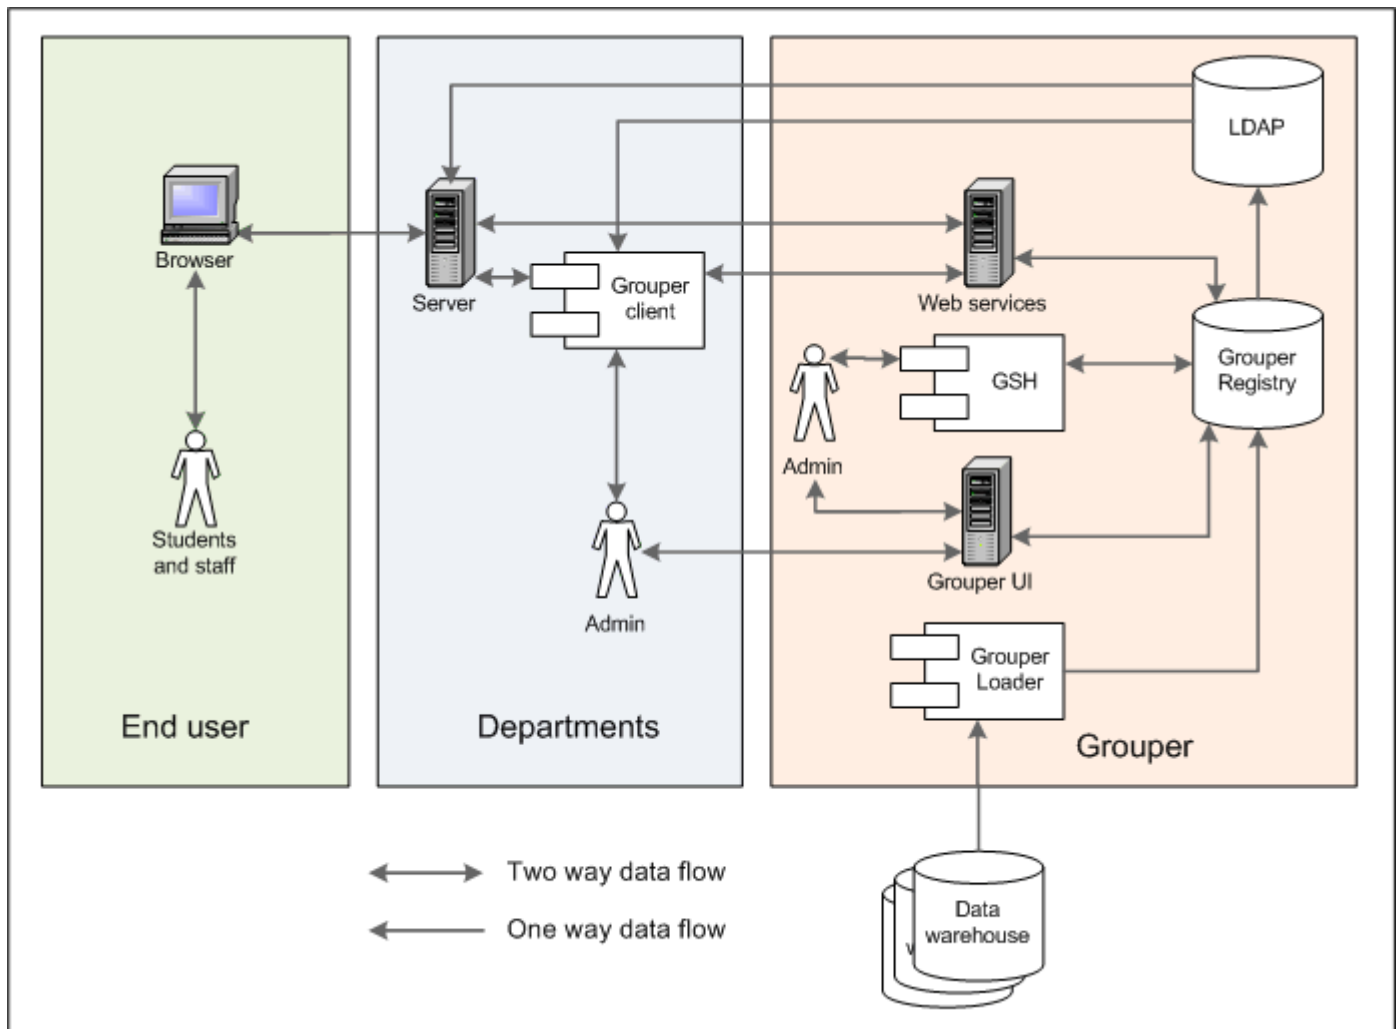 LDAP
Browser
Server
Grouper
client
Web services
Grouper
Registry
GSH
Admin
Students
and staff
Admin
Grouper UI
Grouper
Loader
End user
Departments
Grouper
Two way data flow
One way data flow
Data
warehouse